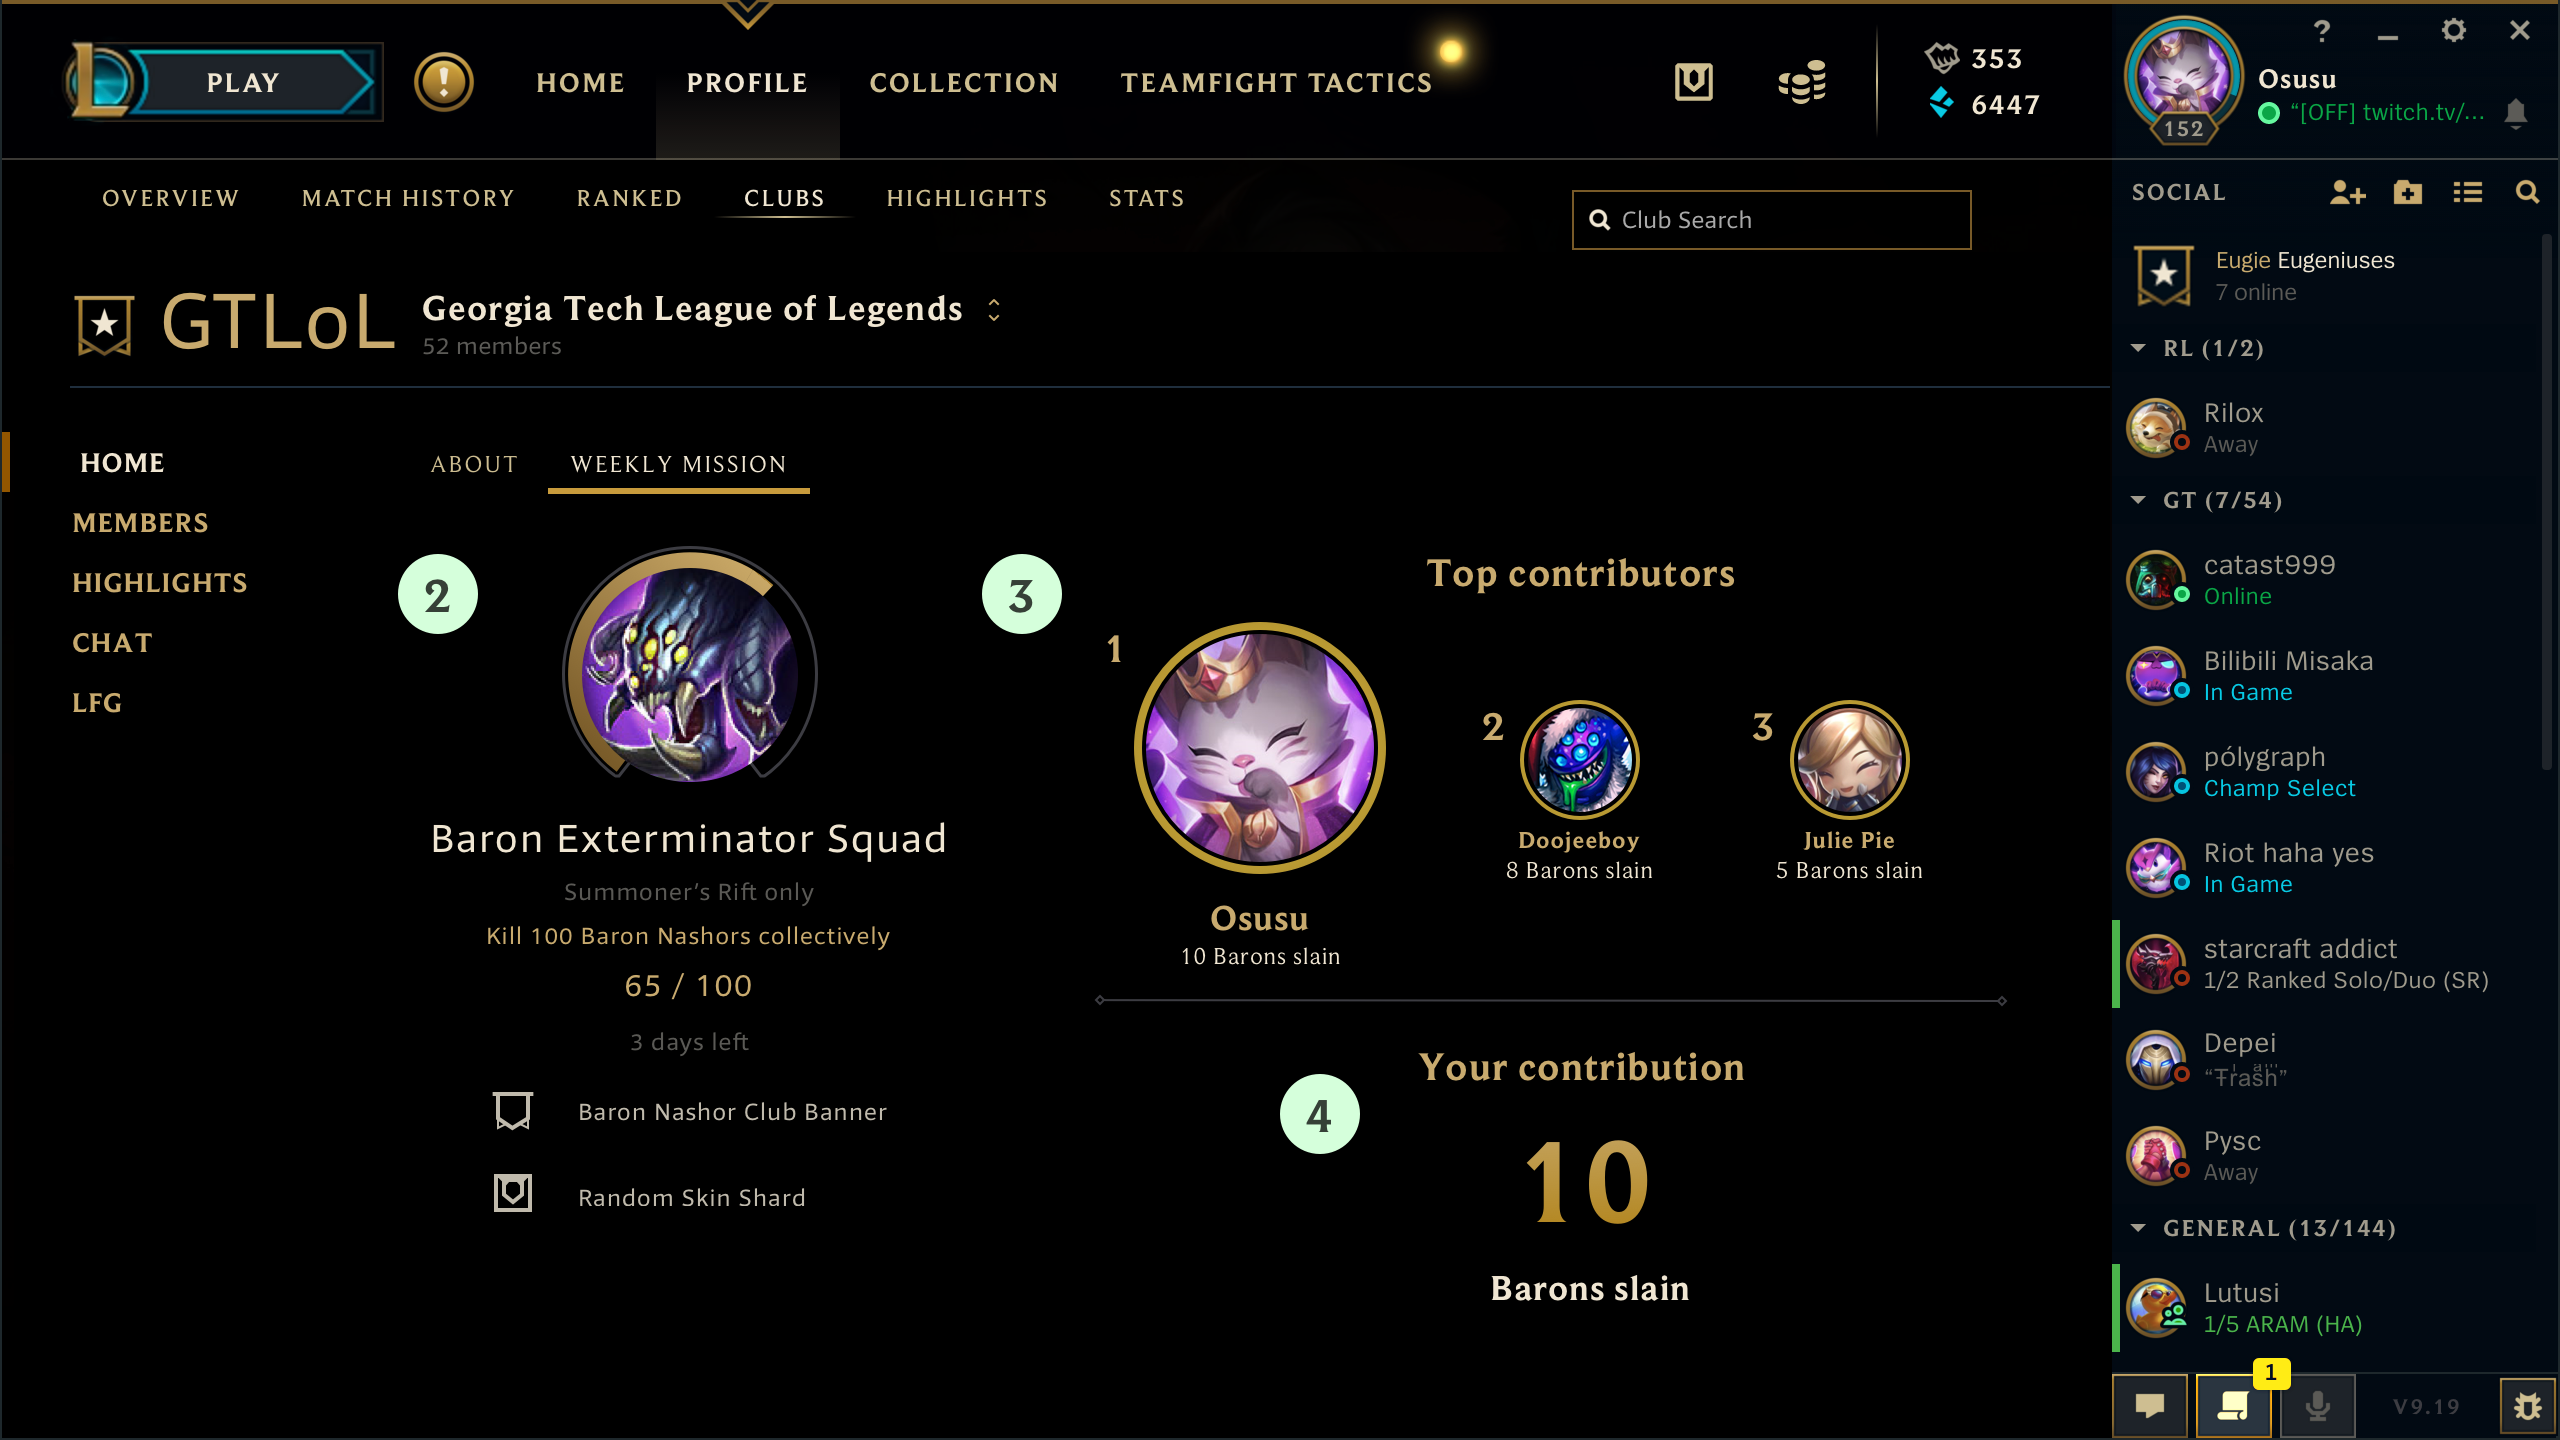 PLAY
HOME
PROFILE
COLLECTION
TEAMFIGHT TACTICS
353
6447
152
Osusu
“[OFF] twitch.tv/...
OVERVIEW
MATCH HISTORY
RANKED
CLUBS
HIGHLIGHTS
STATS
Club Search
GTLoL
Georgia Tech League of Legends
52 members
HOME
MEMBERS
HIGHLIGHTS
CHAT
LFG
ABOUT
WEEKLY MISSION
2
Baron Exterminator Squad
Summoner’s Rift only
Kill 100 Baron Nashors collectively
65 / 100
3 days left
Baron Nashor Club Banner
Random Skin Shard
3
Top contributors
1
Osusu
10 Barons slain
2
Doojeeboy
8 Barons slain
3
Julie Pie
5 Barons slain
4
Your contribution
10
Barons slain
SOCIAL
Eugie Eugeniuses
7 online
RL (1/2)
Rilox
Away
GT (7/54)
catast999
Online
Bilibili Misaka
In Game
pólygraph
Champ Select
Riot haha yes
In Game
starcraft addict
1/2 Ranked Solo/Duo (SR)
Depei
Pysc
Away
GENERAL (13/144)
Lutusi
1/5 ARAM (HA)
1
V9.19